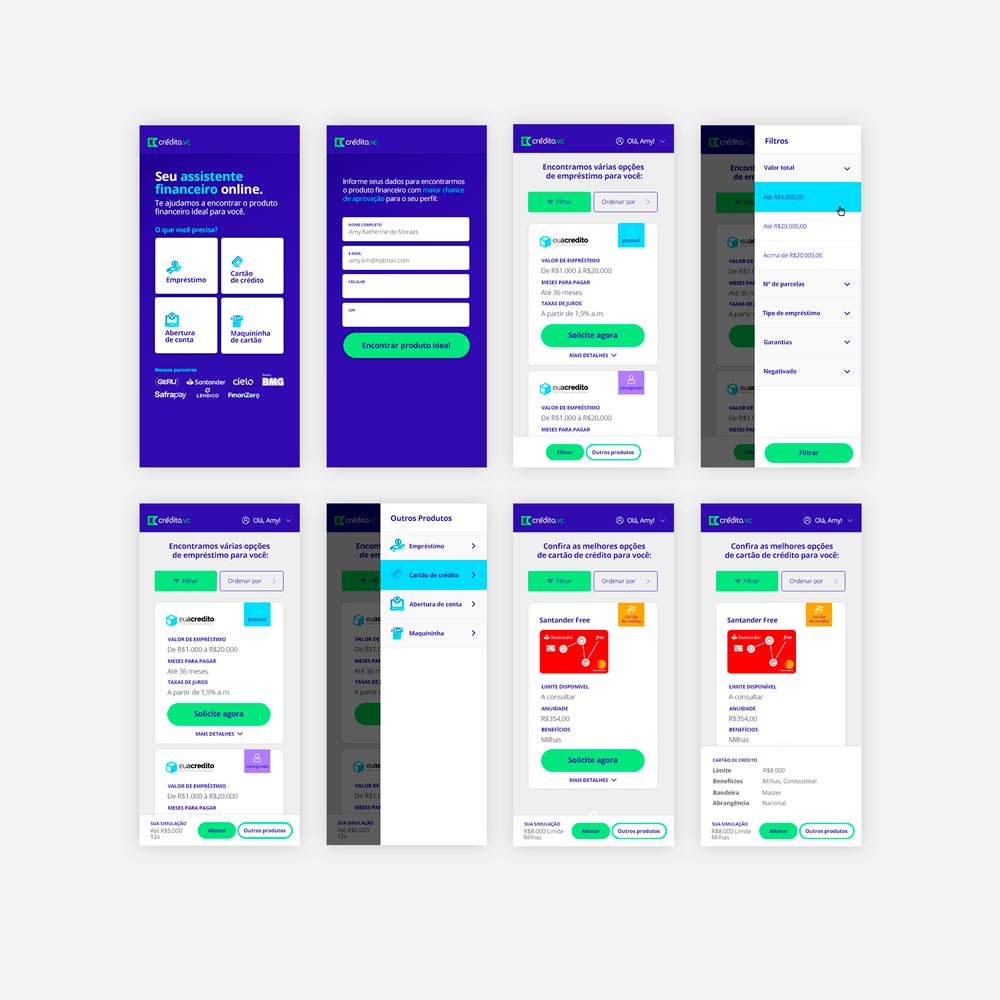 crédito.vc
Seu assistente
financeiro online.
Te ajudamos a encontrar o produto
financeiro ideal para você.
O que você precisa?
Empréstimo
Cartão
de crédito
Abertura
de conta
Maquininha
de cartão
Nossos parceiros
GERU
Santander
cielo
Banco
BMG
Safrapay
LENDICO
FinanZero
crédito.vc
Informe seus dados para encontrarmos
o produto financeiro com maior chance
de aprovação para o seu perfil:
NOME COMPLETO
Amy Katherine de Moraes
E-MAIL
amy.km@hotmail.com
CELULAR
CPF
Encontrar produto ideal
crédito.vc
Olá, Amy!
Encontramos várias opções
de empréstimo para você:
Filtrar
Ordenar por
euacredito
pessoal
VALOR DE EMPRÉSTIMO
De R$1.000 à R$20.000
MESES PARA PAGAR
Até 36 meses
TAXAS DE JUROS
A partir de 1,9% a.m.
Solicite agora
MAIS DETALHES
euacredito
consignado
VALOR DE EMPRÉSTIMO
De R$1.000 à R$20.000
MESES PARA PAGAR
Filtrar
Outros produtos
crédito.vc
Filtros
Valor total
Até R$5.000,00
Até R$20.000,00
Acima de R$20.000,00
Nº de parcelas
Tipo de empréstimo
Garantias
Negativado
Filtrar
crédito.vc
Olá, Amy!
Encontramos várias opções
de empréstimo para você:
Filtrar
Ordenar por
euacredito
pessoal
VALOR DE EMPRÉSTIMO
De R$1.000 à R$20,000
MESES PARA PAGAR
Até 36 meses
TAXAS DE JUROS
A partir de 1,9% a.m.
Solicite agora
MAIS DETALHES
euacredito
consignado
VALOR DE EMPRÉSTIMO
De R$1.000 à R$20.000
MESES PARA PAGAR
SUA SIMULAÇÃO
Até R$5.000
12x
Alterar
Outros produtos
crédito.vc
Outros Produtos
Empréstimo
Cartão de crédito
Abertura de conta
Maquininha
SUA SIMULAÇÃO
Até R$5.000
12x
crédito.vc
Olá, Amy!
Confira as melhores opções
de cartão de crédito para você:
Filtrar
Ordenar por
cartão
de crédito
Santander Free
Santander
free
LIMITE DISPONÍVEL
A consultar
ANUIDADE
R$354,00
BENEFÍCIOS
Milhas
Solicite agora
MAIS DETALHES
SUA SIMULAÇÃO
R$8,000 Limite
Milhas
Alterar
Outros produtos
crédito.vc
Olá, Amy!
Confira as melhores opções
de cartão de crédito para você:
Filtrar
Ordenar por
cartão
de crédito
Santander Free
Santander
free
LIMITE DISPONÍVEL
A consultar
ANUIDADE
R$354,00
BENEFÍCIOS
Milhas
CARTÃO DE CRÉDITO
Limite R$8,000
Benefícios Milhas, Combustível
Bandeira Master
Abrangência Nacional
SUA SIMULAÇÃO
R$8,000 Limite
Milhas
Alterar
Outros produtos